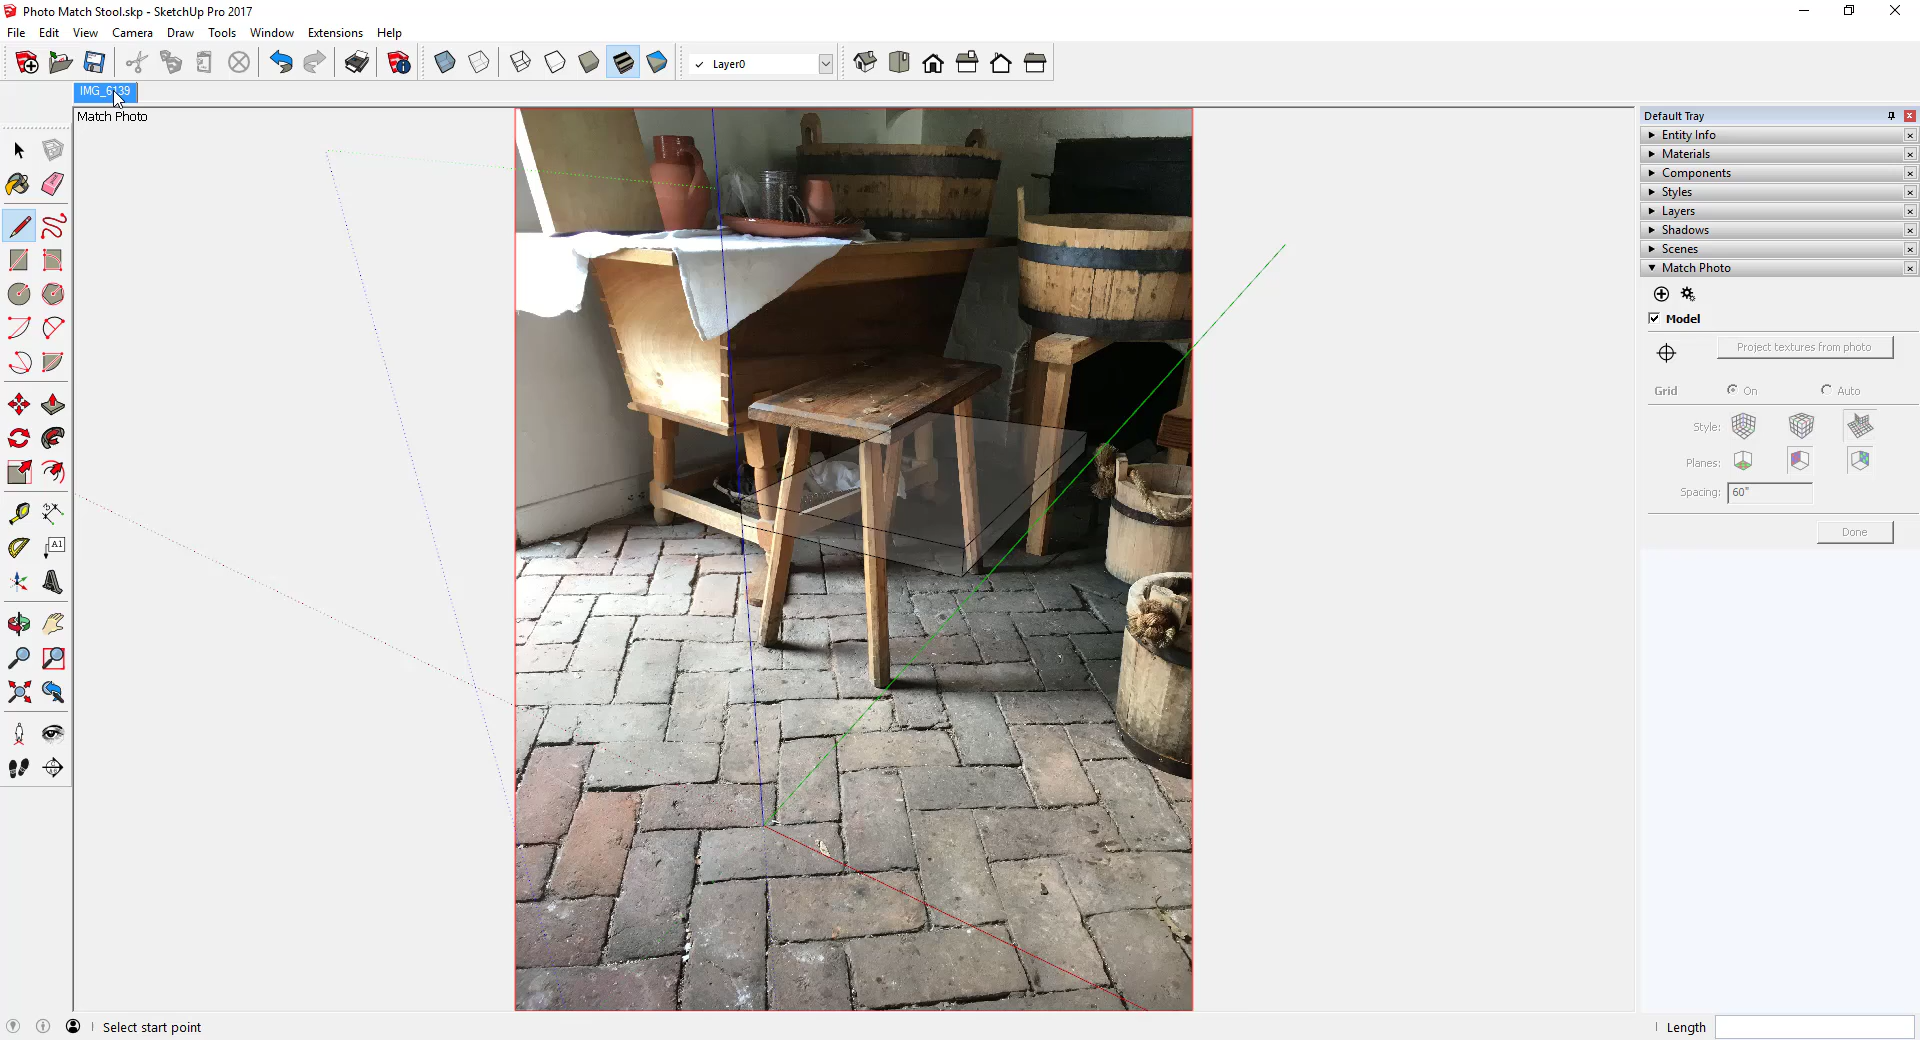 Photo Match Stool.skp - SketchUp Pro 2017
File Edit View Camera Draw Tools Window Extensions Help
Layer0
IMG_6139
Match Photo
Default Tray
Entity Info
Materials
Components
Styles
Layers
Shadows
Scenes
Match Photo
Model
Project textures from photo
Grid On Auto
Style:
Planes:
Spacing: 60"
Done
A1
Select start point
Length